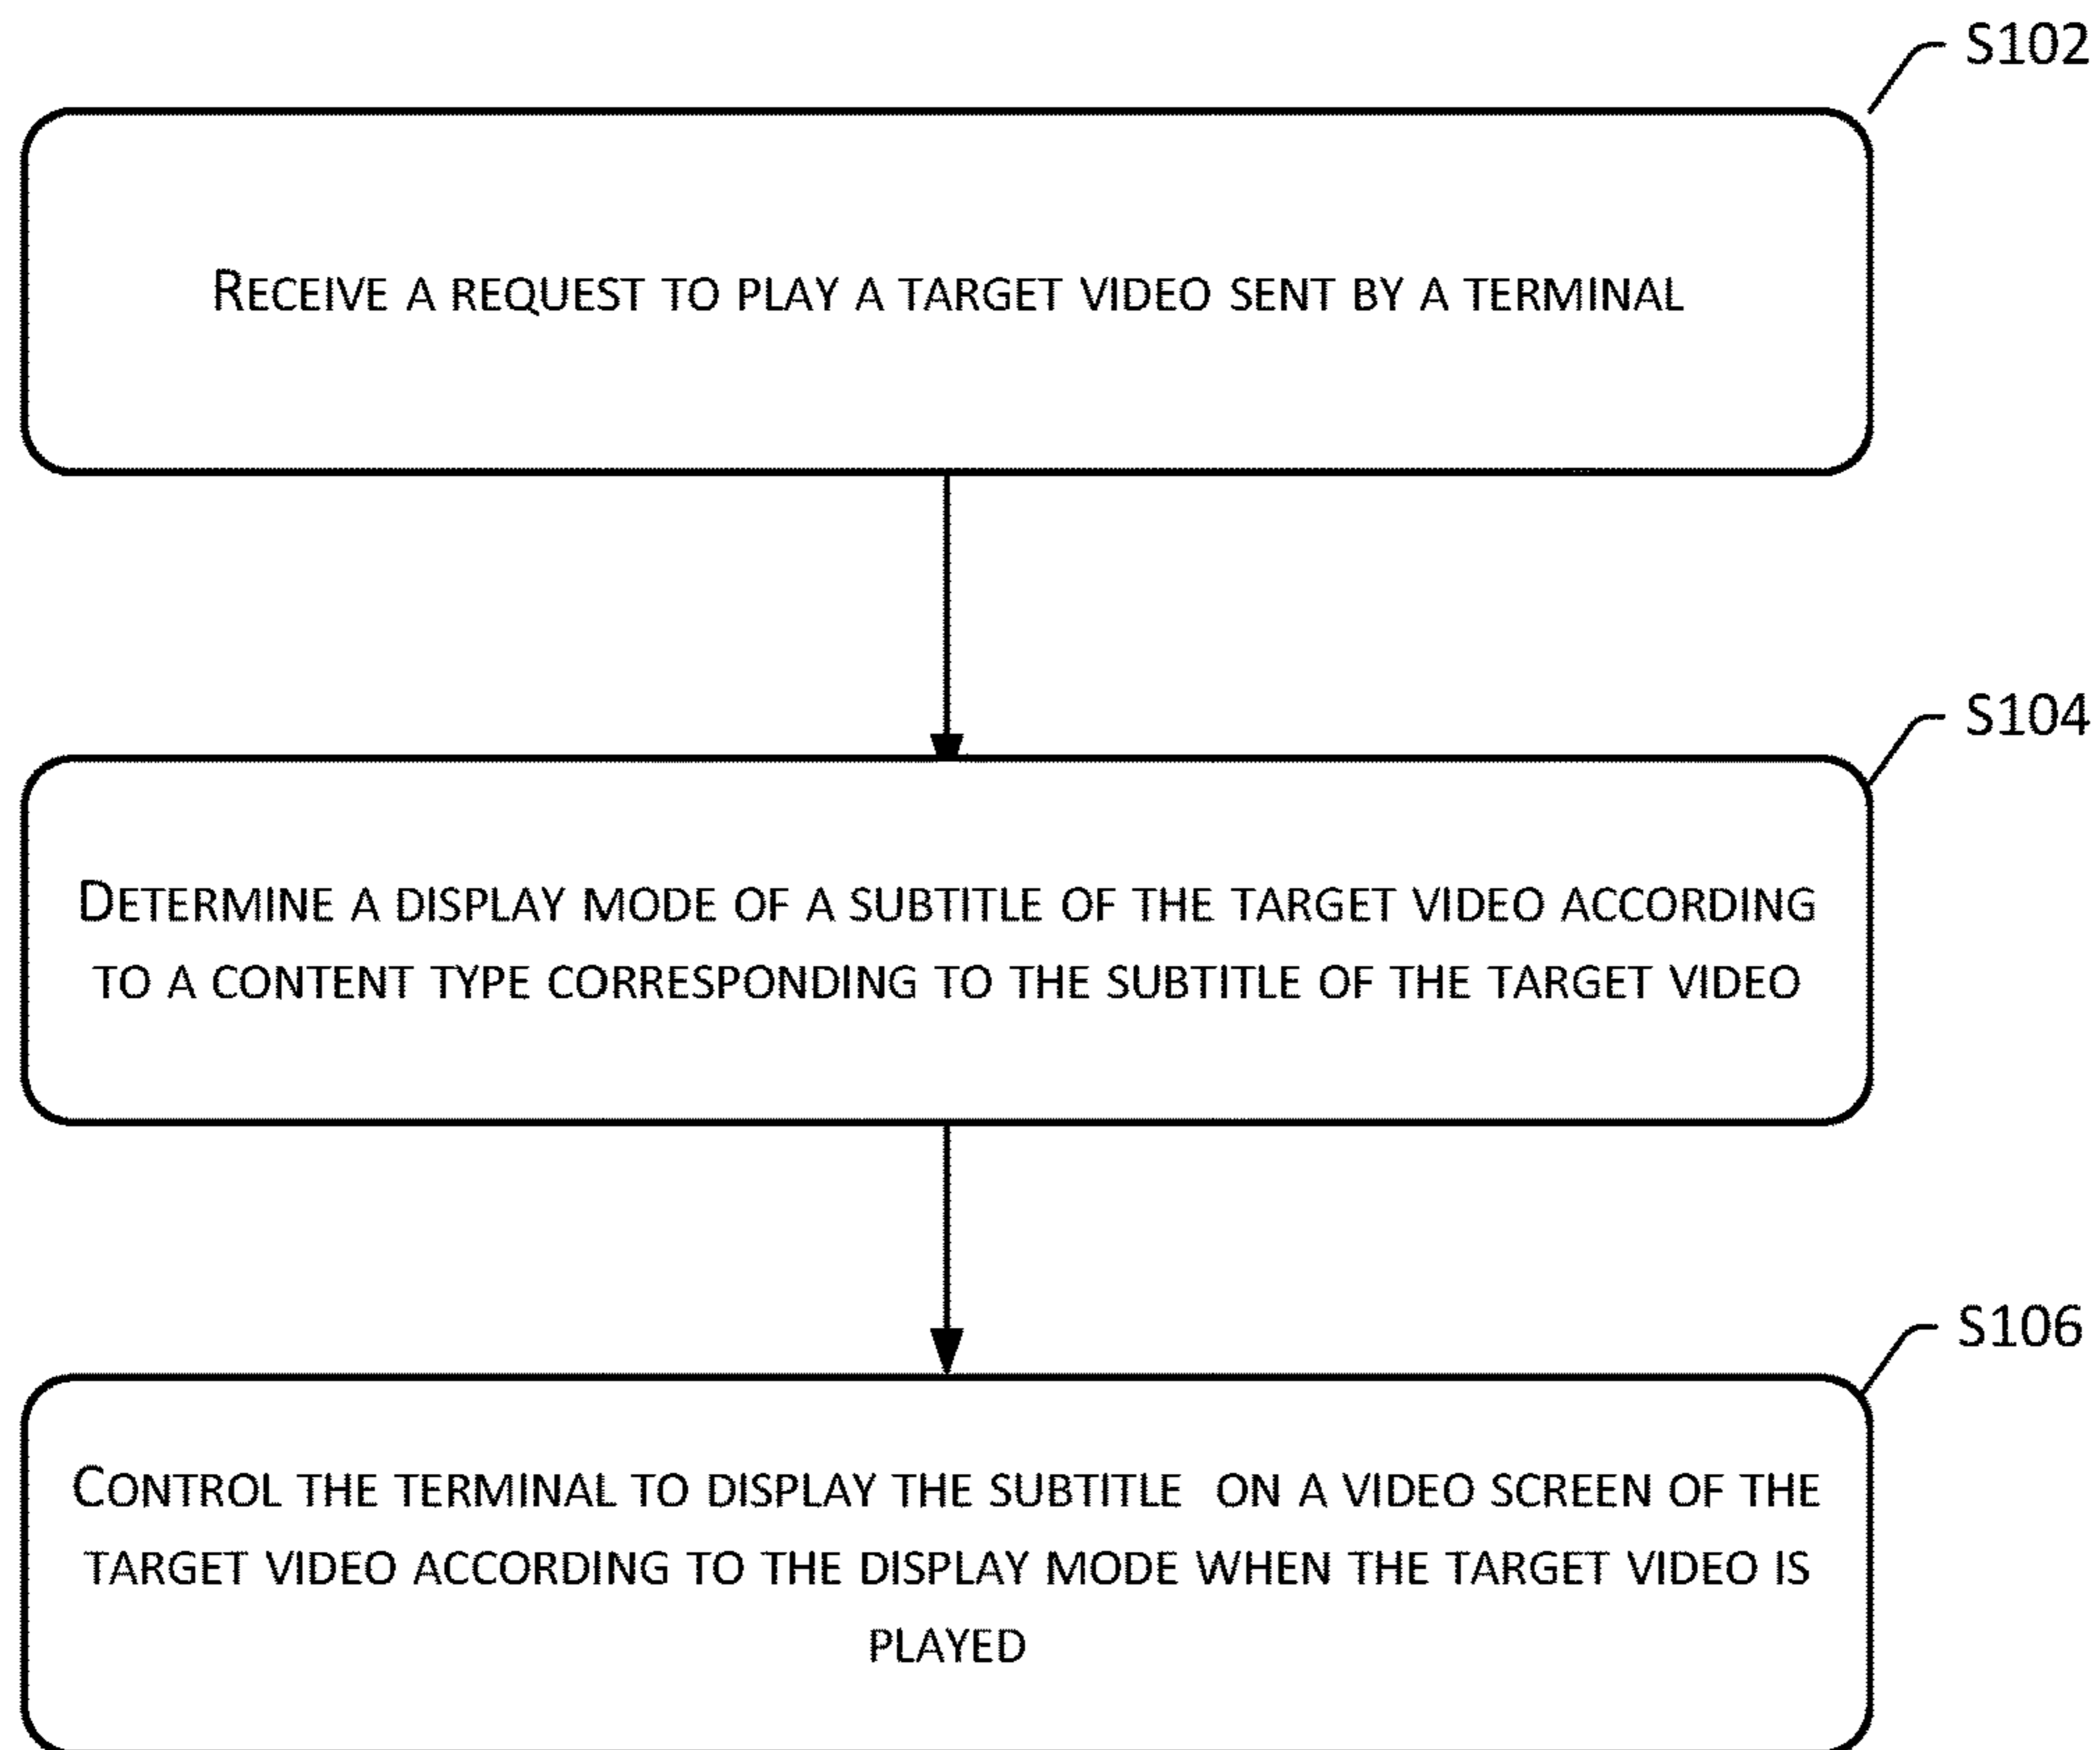 S102
RECEIVE A REQUEST TO PLAY A TARGET VIDEO SENT BY A TERMINAL
S104
DETERMINE A DISPLAY MODE OF A SUBTITLE OF THE TARGET VIDEO ACCORDING
TO A CONTENT TYPE CORRESPONDING TO THE SUBTITLE OF THE TARGET VIDEO
S106
CONTROL THE TERMINAL TO DISPLAY THE SUBTITLE ON A VIDEO SCREEN OF THE
TARGET VIDEO ACCORDING TO THE DISPLAY MODE WHEN THE TARGET VIDEO IS
PLAYED